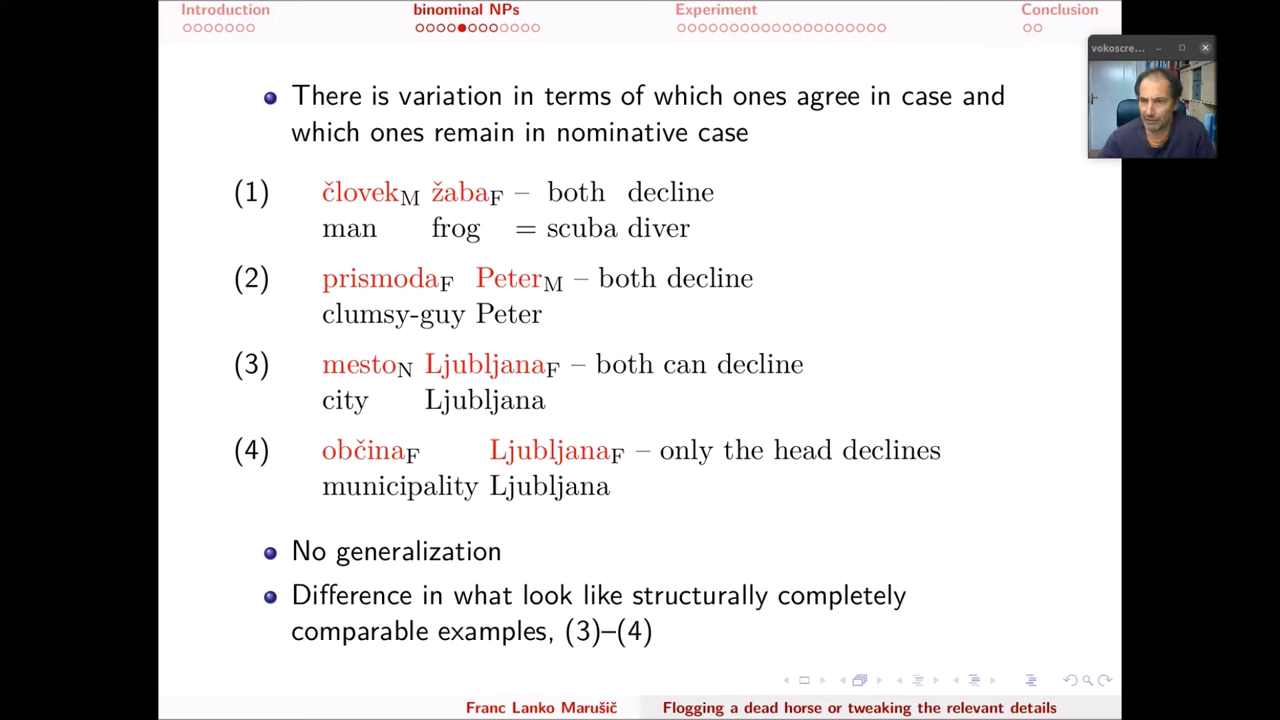 Introduction binominal NPs Experiment Conclusion
vokoscre...
There is variation in terms of which ones agree in case and
which ones remain in nominative case
(1) človekM žabaF – both decline
man frog = scuba diver
(2) prismodaF PeterM – both decline
clumsy-guy Peter
(3) mestoN LjubljanaF – both can decline
city Ljubljana
(4) občinaF LjubljanaF – only the head declines
municipality Ljubljana
No generalization
Difference in what look like structurally completely
comparable examples, (3)–(4)
Franc Lanko Marušič Flogging a dead horse or tweaking the relevant details